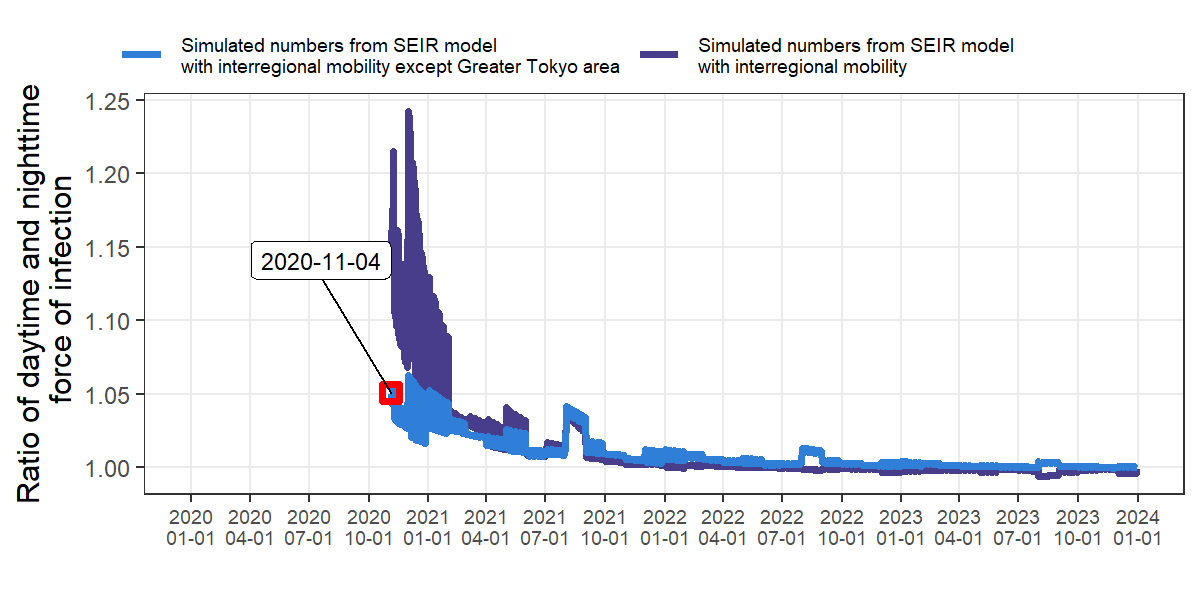 Simulated numbers from SEIR model
with interregional mobility except Greater Tokyo area
Simulated numbers from SEIR model
with interregional mobility
Ratio of daytime and nighttime
force of infection
1.25
1.20
1.15
1.10
1.05
1.00
2020-11-04
2020 2020 2020 2020 2021 2021 2021 2021 2022 2022 2022 2022 2023 2023 2023 2023 2024
01-01 04-01 07-01 10-01 01-01 04-01 07-01 10-01 01-01 04-01 07-01 10-01 01-01 04-01 07-01 10-01 01-01